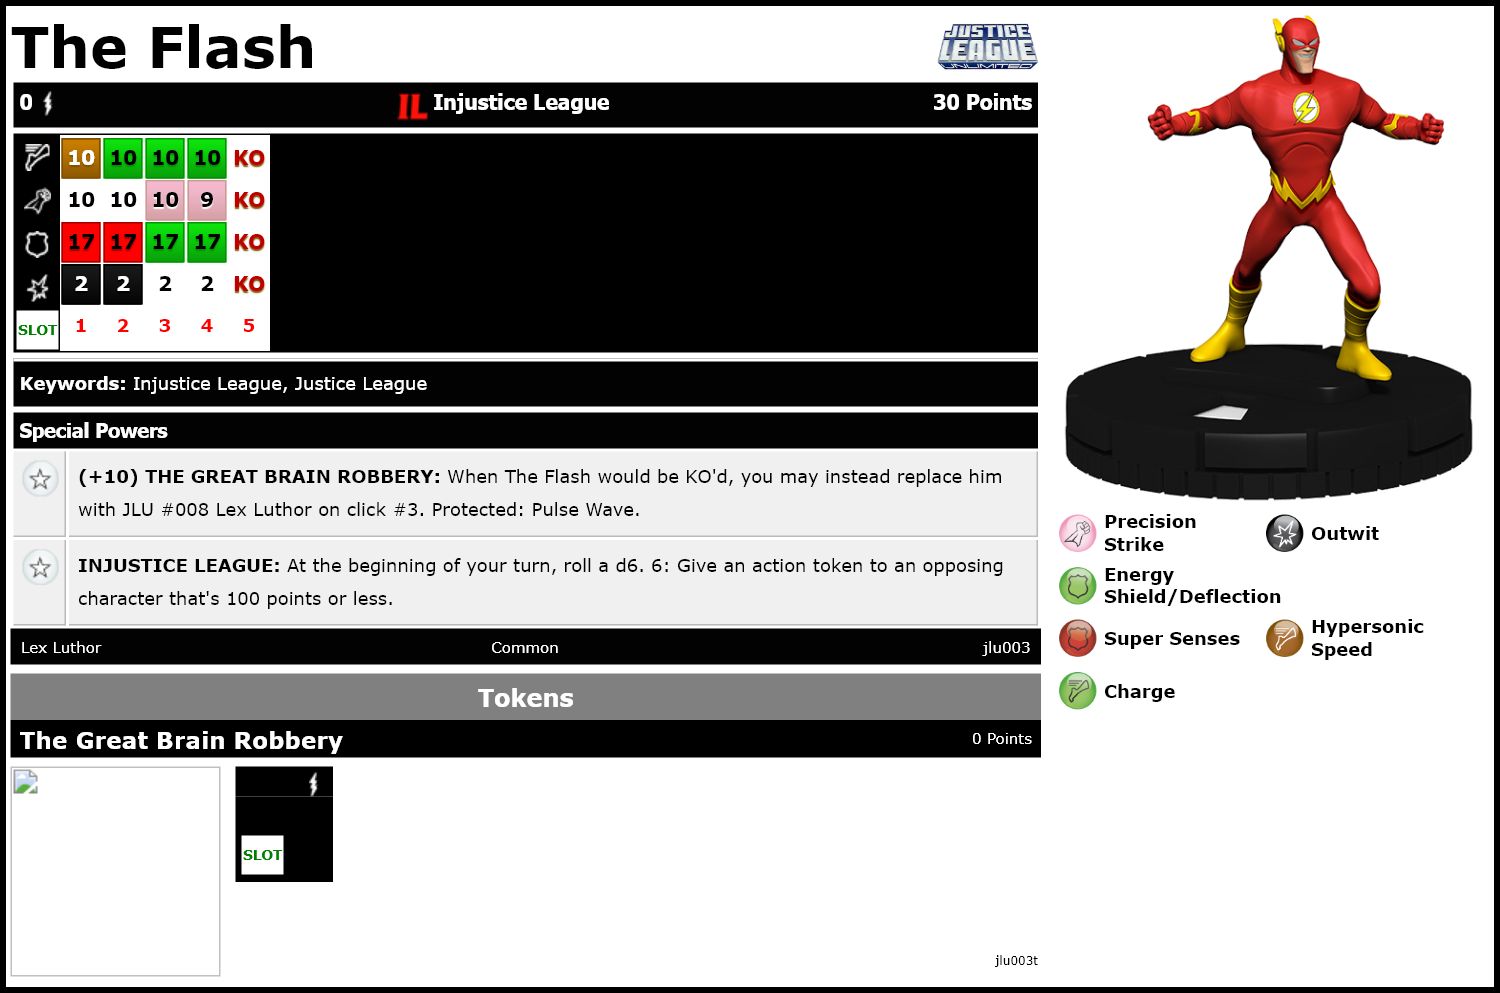 The Flash
JUSTICE
LEAGUE
UNLIMITED
0 IL Injustice League 30 Points
10 10 10 10 KO
10 10 10 9 KO
17 17 17 17 KO
2 2 2 2 KO
SLOT 1 2 3 4 5
Keywords: Injustice League, Justice League
Special Powers
(+10) THE GREAT BRAIN ROBBERY: When The Flash would be KO'd, you may instead replace him
with JLU #008 Lex Luthor on click #3. Protected: Pulse Wave.
INJUSTICE LEAGUE: At the beginning of your turn, roll a d6. 6: Give an action token to an opposing
character that's 100 points or less.
Lex Luthor Common jlu003
Tokens
The Great Brain Robbery 0 Points
SLOT
jlu003t
Precision
Strike
Outwit
Energy
Shield/Deflection
Super Senses
Hypersonic
Speed
Charge